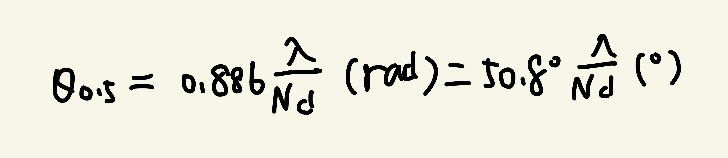 θ₀.₅ = 0.886 λ/Nd (rad) = 50.8° λ/Nd (°)